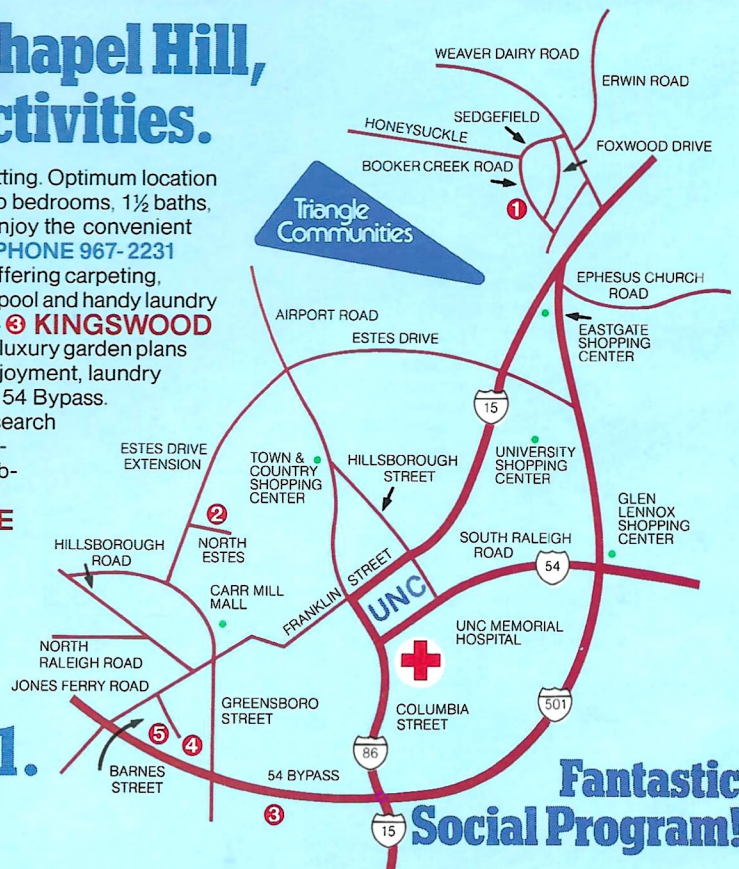 hapel Hill,
ctivities.
tting. Optimum location
o bedrooms, 1½ baths,
njoy the convenient
PHONE 967-2231
ffering carpeting,
pool and handy laundry
3 KINGSWOOD
luxury garden plans
joyment, laundry
54 Bypass.
search
-
b-
E
1.
WEAVER DAIRY ROAD
ERWIN ROAD
SEDGEFIELD
HONEYSUCKLE
FOXWOOD DRIVE
BOOKER CREEK ROAD
1
Triangle
Communities
EPHESUS CHURCH
ROAD
AIRPORT ROAD
EASTGATE
SHOPPING
CENTER
ESTES DRIVE
15
ESTES DRIVE
EXTENSION
TOWN &
COUNTRY
SHOPPING
CENTER
HILLSBOROUGH
STREET
UNIVERSITY
SHOPPING
CENTER
GLEN
LENNOX
SHOPPING
CENTER
2
NORTH
ESTES
HILLSBOROUGH
ROAD
SOUTH RALEIGH
ROAD
54
CARR MILL
MALL
FRANKLIN STREET
UNC
UNC MEMORIAL
HOSPITAL
NORTH
RALEIGH ROAD
JONES FERRY ROAD
GREENSBORO
STREET
COLUMBIA
STREET
501
5
4
86
BARNES
STREET
54 BYPASS
3
15
Fantastic
Social Program!